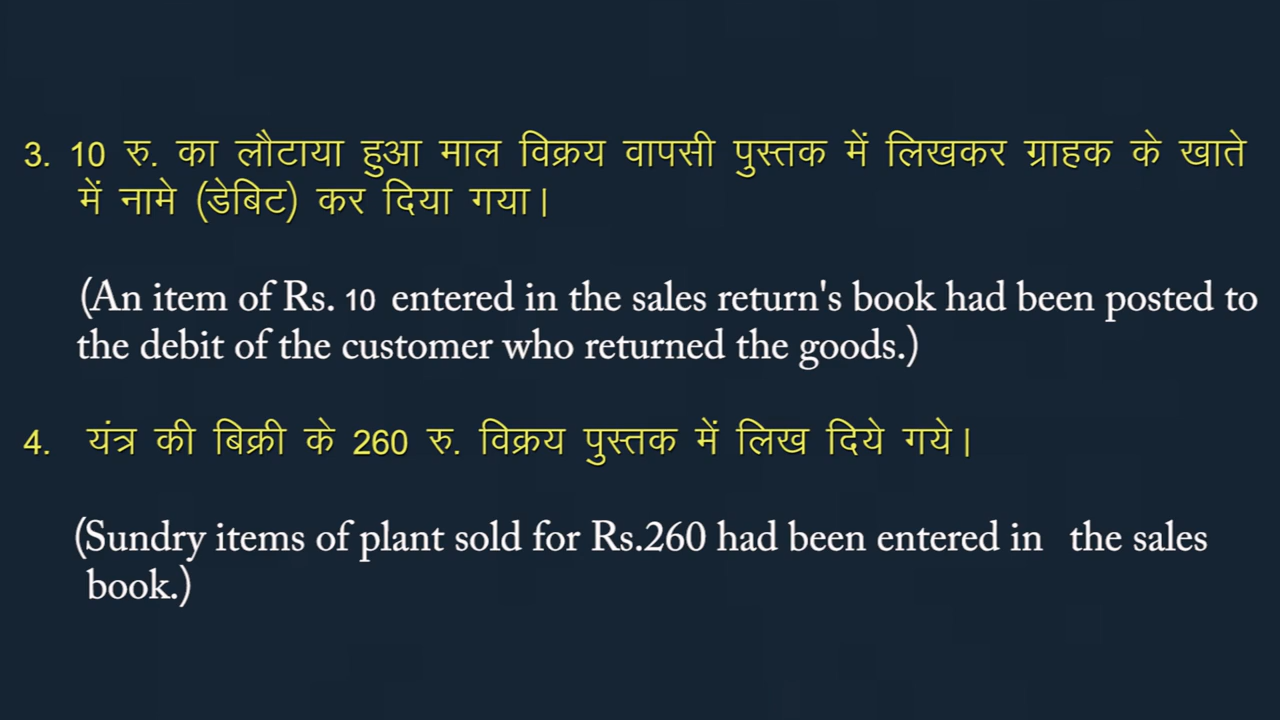 3. 10 रु. का लौटाया हुआ माल विक्रय वापसी पुस्तक में लिखकर ग्राहक के खाते
में नामे (डेबिट) कर दिया गया।
(An item of Rs. 10 entered in the sales return's book had been posted to
the debit of the customer who returned the goods.)
4. यंत्र की बिक्री के 260 रु. विक्रय पुस्तक में लिख दिये गये।
(Sundry items of plant sold for Rs.260 had been entered in the sales
book.)